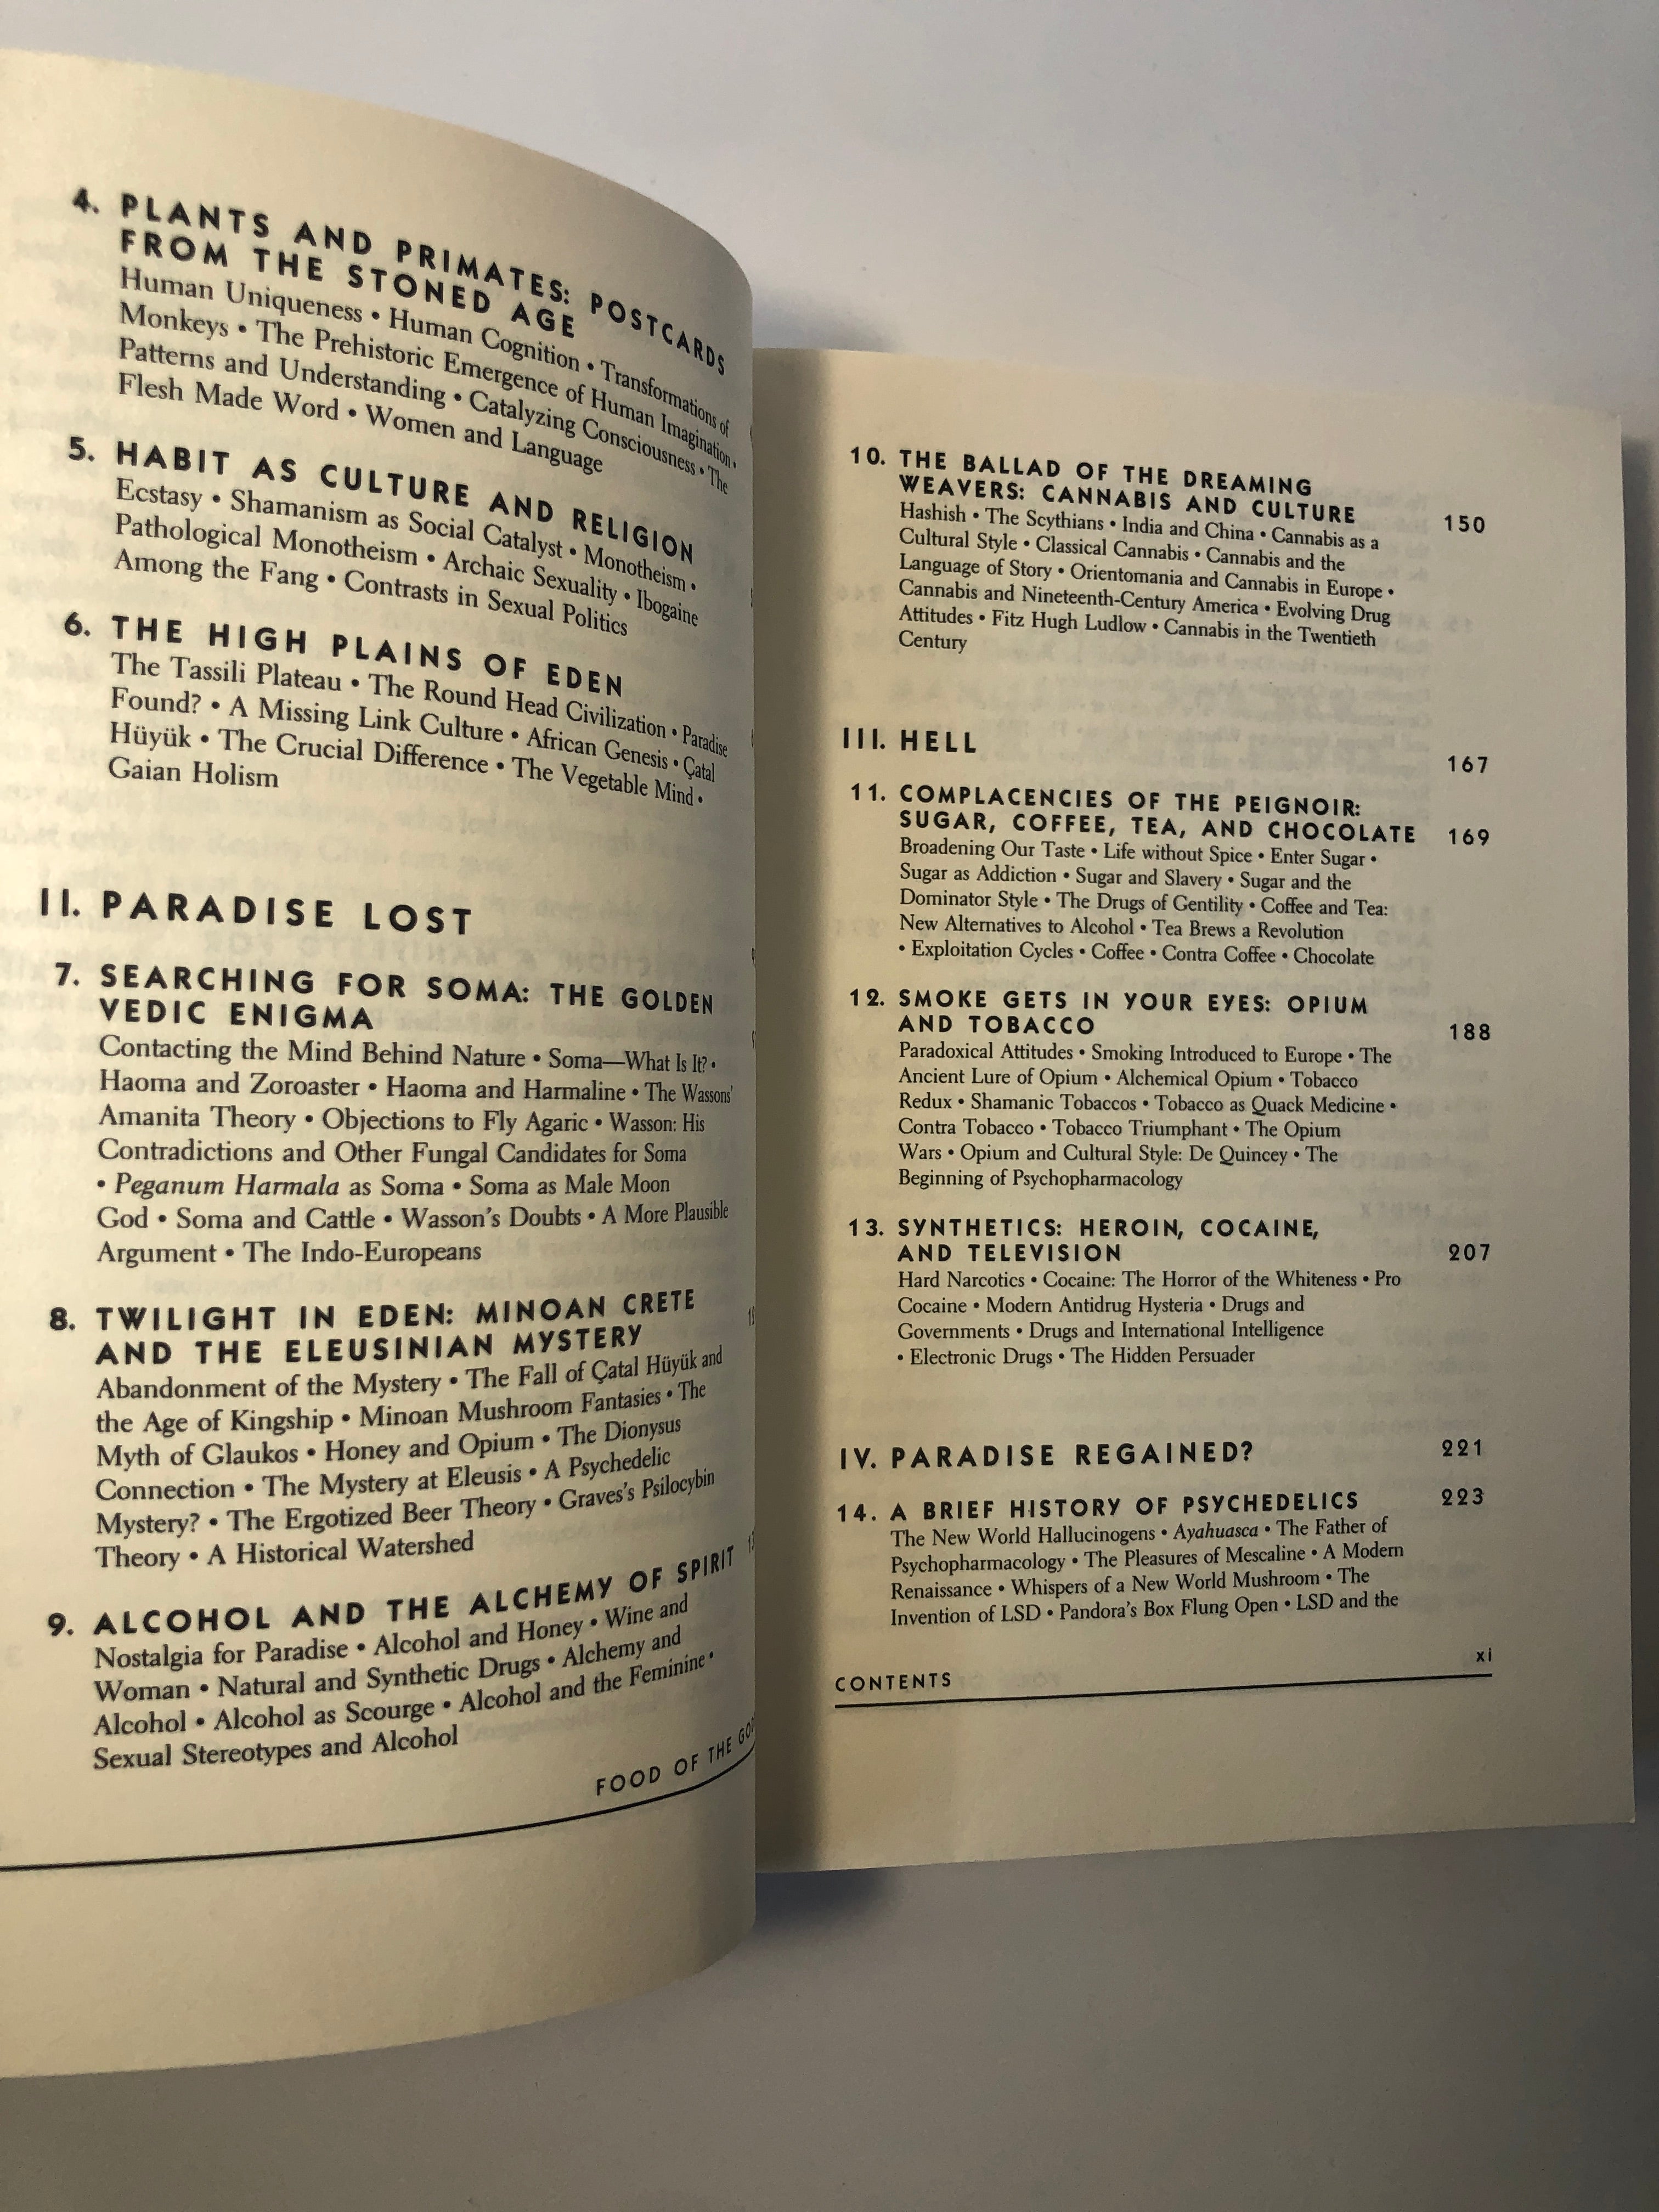 4. PLANTS AND PRIMATES: POSTCARDS
FROM THE STONED AGE
Human Uniqueness • Human Cognition • Transformations of
Monkeys • The Prehistoric Emergence of Human Imagination •
Patterns and Understanding • Catalyzing Consciousness • The
Flesh Made Word • Women and Language
5. HABIT AS CULTURE AND RELIGION
Ecstasy • Shamanism as Social Catalyst • Monotheism •
Pathological Monotheism • Archaic Sexuality • Ibogaine
Among the Fang • Contrasts in Sexual Politics
6. THE HIGH PLAINS OF EDEN
The Tassili Plateau • The Round Head Civilization • Paradise
Found? • A Missing Link Culture • African Genesis • Çatal
Hüyük • The Crucial Difference • The Vegetable Mind •
Gaian Holism
II. PARADISE LOST
7. SEARCHING FOR SOMA: THE GOLDEN
VEDIC ENIGMA
Contacting the Mind Behind Nature • Soma—What Is It? •
Haoma and Zoroaster • Haoma and Harmaline • The Wassons'
Amanita Theory • Objections to Fly Agaric • Wasson: His
Contradictions and Other Fungal Candidates for Soma
• Peganum Harmala as Soma • Soma as Male Moon
God • Soma and Cattle • Wasson's Doubts • A More Plausible
Argument • The Indo-Europeans
8. TWILIGHT IN EDEN: MINOAN CRETE
AND THE ELEUSINIAN MYSTERY
Abandonment of the Mystery • The Fall of Çatal Hüyük and
the Age of Kingship • Minoan Mushroom Fantasies • The
Myth of Glaukos • Honey and Opium • The Dionysus
Connection • The Mystery at Eleusis • A Psychedelic
Mystery? • The Ergotized Beer Theory • Graves's Psilocybin
Theory • A Historical Watershed
9. ALCOHOL AND THE ALCHEMY OF SPIRIT
Nostalgia for Paradise • Alcohol and Honey • Wine and
Woman • Natural and Synthetic Drugs • Alchemy and
Alcohol • Alcohol as Scourge • Alcohol and the Feminine •
Sexual Stereotypes and Alcohol
FOOD OF THE
10. THE BALLAD OF THE DREAMING
WEAVERS: CANNABIS AND CULTURE 150
Hashish • The Scythians • India and China • Cannabis as a
Cultural Style • Classical Cannabis • Cannabis and the
Language of Story • Orientomania and Cannabis in Europe •
Cannabis and Nineteenth-Century America • Evolving Drug
Attitudes • Fitz Hugh Ludlow • Cannabis in the Twentieth
Century
III. HELL 167
11. COMPLACENCIES OF THE PEIGNOIR:
SUGAR, COFFEE, TEA, AND CHOCOLATE 169
Broadening Our Taste • Life without Spice • Enter Sugar •
Sugar as Addiction • Sugar and Slavery • Sugar and the
Dominator Style • The Drugs of Gentility • Coffee and Tea:
New Alternatives to Alcohol • Tea Brews a Revolution
• Exploitation Cycles • Coffee • Contra Coffee • Chocolate
12. SMOKE GETS IN YOUR EYES: OPIUM
AND TOBACCO 188
Paradoxical Attitudes • Smoking Introduced to Europe • The
Ancient Lure of Opium • Alchemical Opium • Tobacco
Redux • Shamanic Tobaccos • Tobacco as Quack Medicine •
Contra Tobacco • Tobacco Triumphant • The Opium
Wars • Opium and Cultural Style: De Quincey • The
Beginning of Psychopharmacology
13. SYNTHETICS: HEROIN, COCAINE,
AND TELEVISION 207
Hard Narcotics • Cocaine: The Horror of the Whiteness • Pro
Cocaine • Modern Antidrug Hysteria • Drugs and
Governments • Drugs and International Intelligence
• Electronic Drugs • The Hidden Persuader
IV. PARADISE REGAINED? 221
14. A BRIEF HISTORY OF PSYCHEDELICS 223
The New World Hallucinogens • Ayahuasca • The Father of
Psychopharmacology • The Pleasures of Mescaline • A Modern
Renaissance • Whispers of a New World Mushroom • The
Invention of LSD • Pandora's Box Flung Open • LSD and the
CONTENTS xi